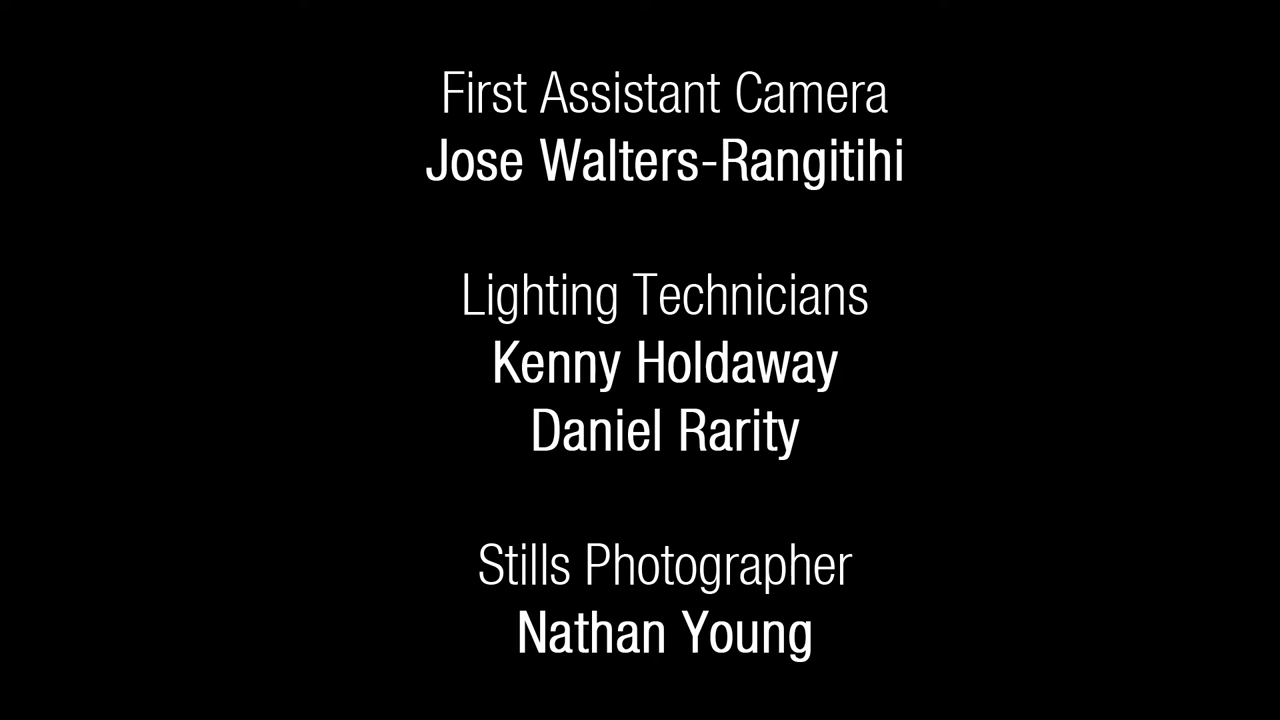 First Assistant Camera
Jose Walters-Rangitihi
Lighting Technicians
Kenny Holdaway
Daniel Rarity
Stills Photographer
Nathan Young